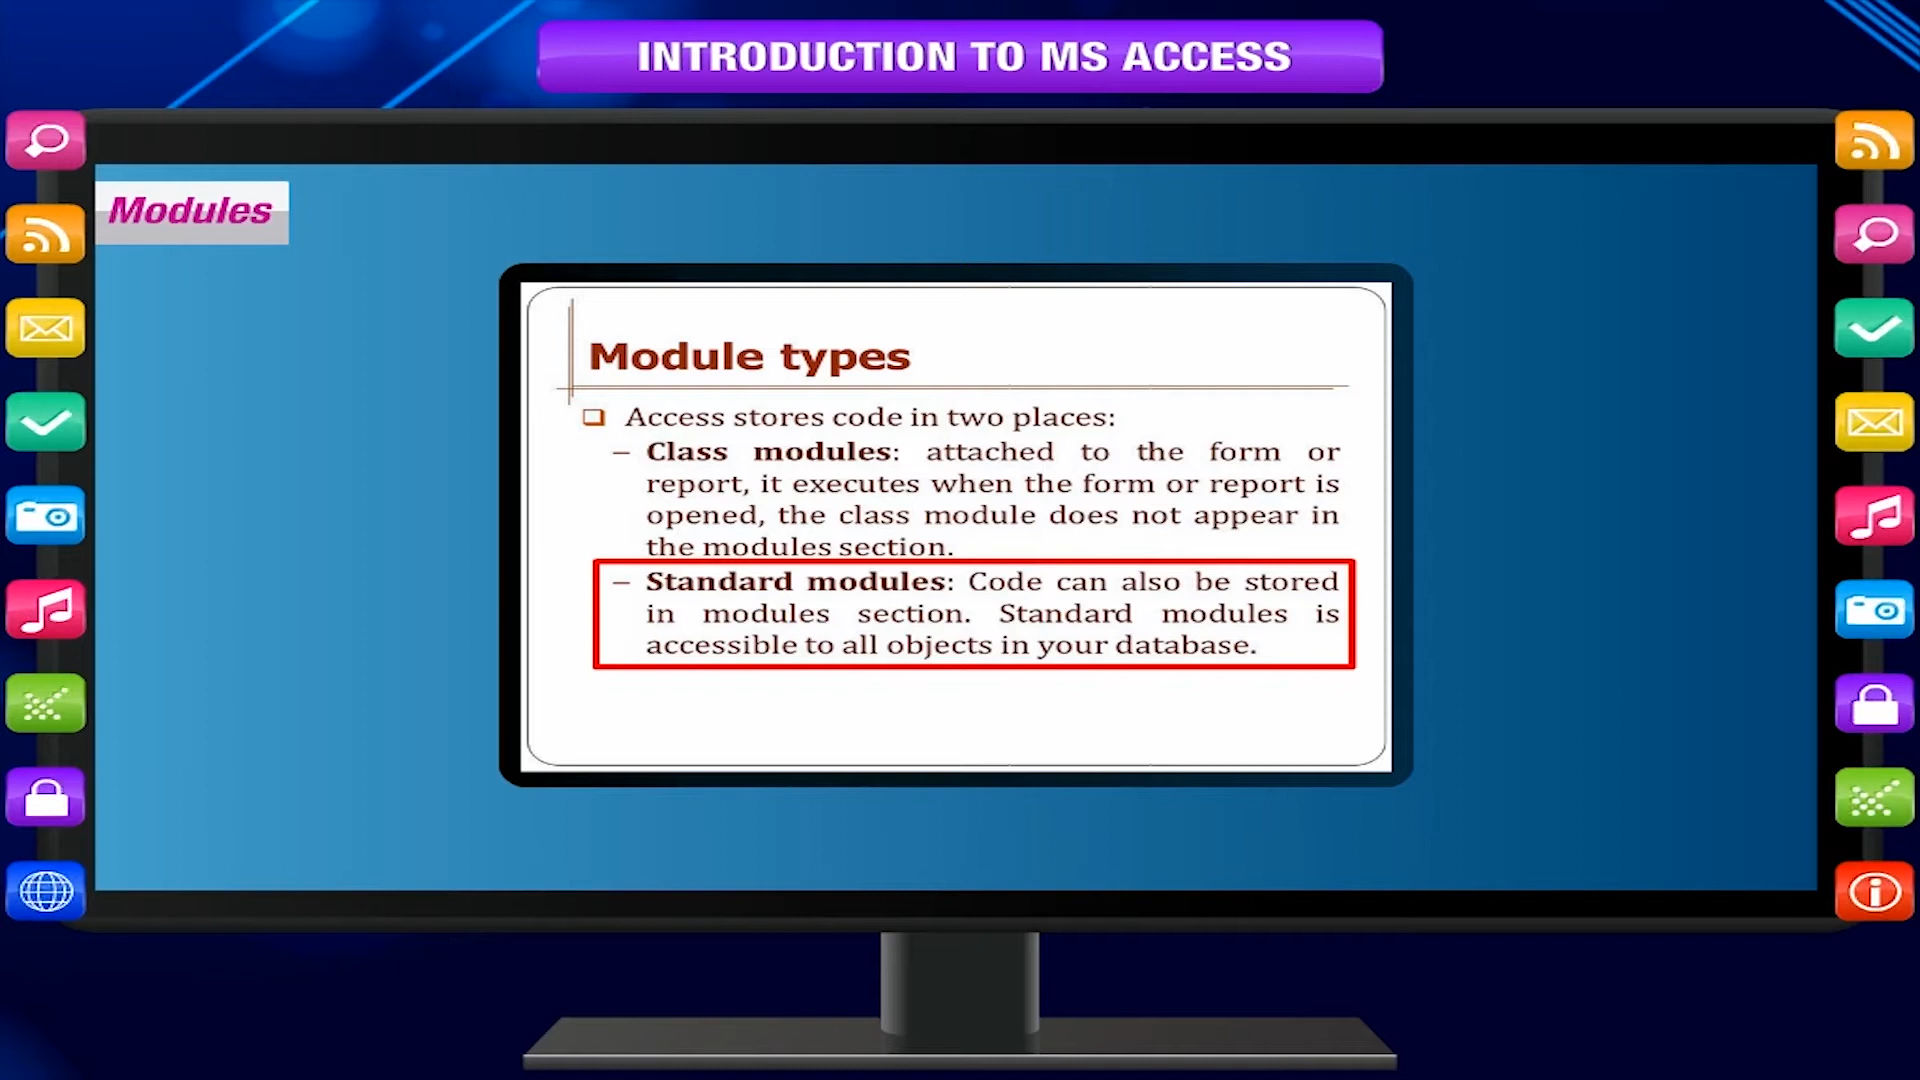 INTRODUCTION TO MS ACCESS
Modules
Module types
❑ Access stores code in two places:
– Class modules: attached to the form or
report, it executes when the form or report is
opened, the class module does not appear in
the modules section.
– Standard modules: Code can also be stored
in modules section. Standard modules is
accessible to all objects in your database.